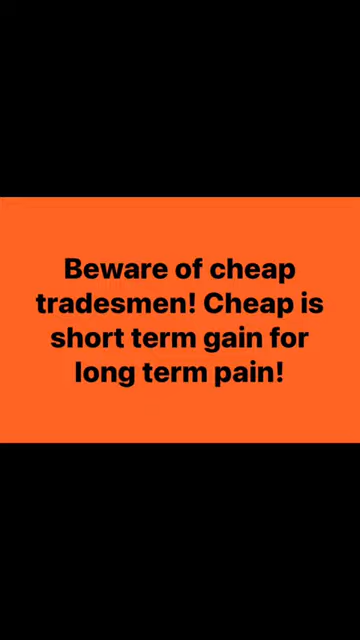 Beware of cheap
tradesmen! Cheap is
short term gain for
long term pain!